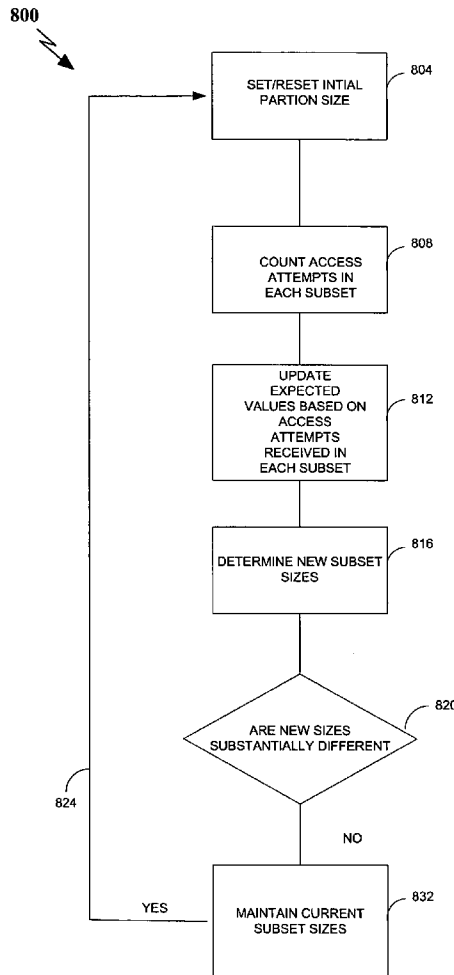 800
SET/RESET INTIAL
PARTION SIZE
804
COUNT ACCESS
ATTEMPTS IN
EACH SUBSET
808
UPDATE
EXPECTED
VALUES BASED ON
ACCESS
ATTEMPTS
RECEIVED IN
EACH SUBSET
812
DETERMINE NEW SUBSET
SIZES
816
ARE NEW SIZES
SUBSTANTIALLY DIFFERENT
820
824
NO
YES
MAINTAIN CURRENT
SUBSET SIZES
832